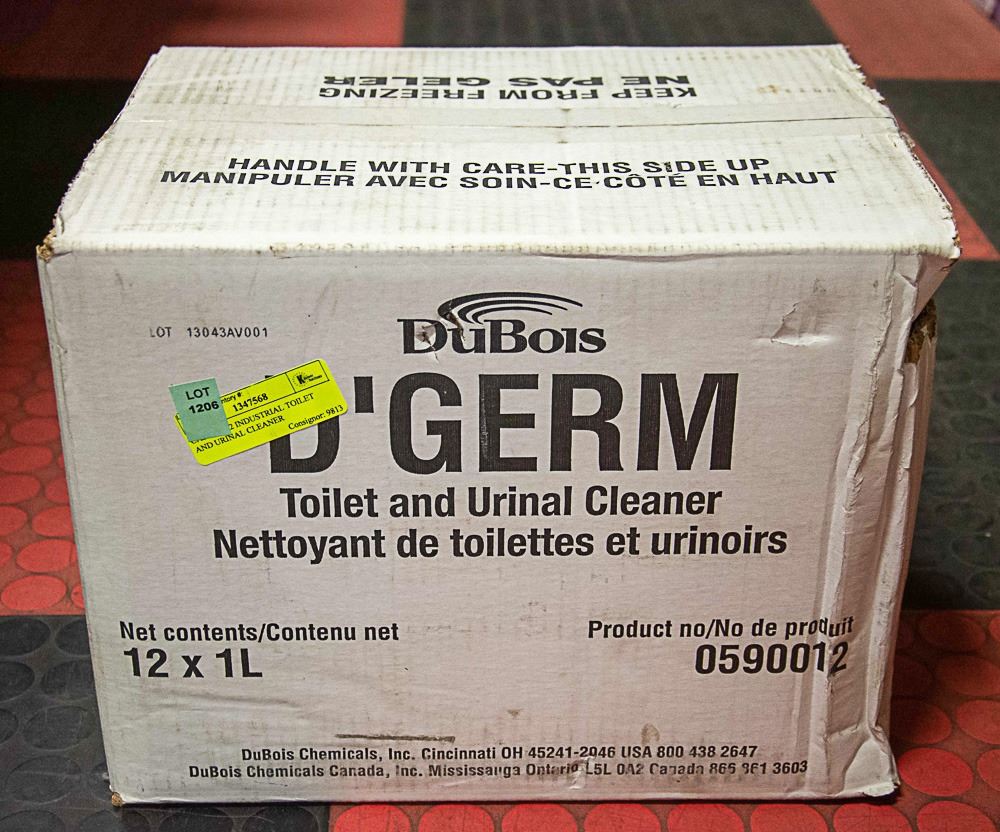 KEEP FROM FREEZING
NE PAS GELER
HANDLE WITH CARE-THIS SIDE UP
MANIPULER AVEC SOIN-CE CÔTÉ EN HAUT
LOT 13043AV001
DUBOIS
LOT
1206
1347568
INDUSTRIAL TOILET
AND URINAL CLEANER
Consignor: 9813
D'GERM
Toilet and Urinal Cleaner
Nettoyant de toilettes et urinoirs
Net contents/Contenu net
12 x 1L
Product no/No de produit
0590012
DuBois Chemicals, Inc. Cincinnati OH 45241-2046 USA 800 438 2647
DuBois Chemicals Canada, Inc. Mississauga Ontario L5L 0A2 Canada 866 861 3603